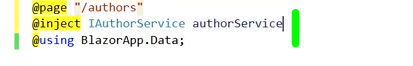 @page "/authors"
@inject IAuthorService authorService
@using BlazorApp.Data;